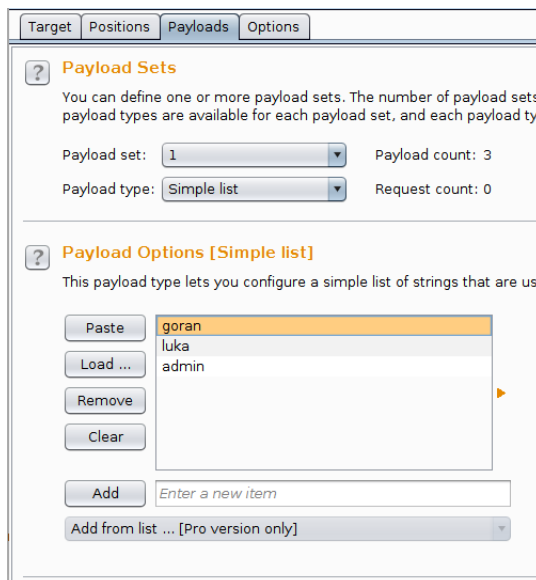 Target Positions Payloads Options
? Payload Sets
You can define one or more payload sets. The number of payload sets
payload types are available for each payload set, and each payload ty
Payload set: 1 Payload count: 3
Payload type: Simple list Request count: 0
? Payload Options [Simple list]
This payload type lets you configure a simple list of strings that are us
Paste goran
luka
Load ... admin
Remove
Clear
Add Enter a new item
Add from list ... [Pro version only]